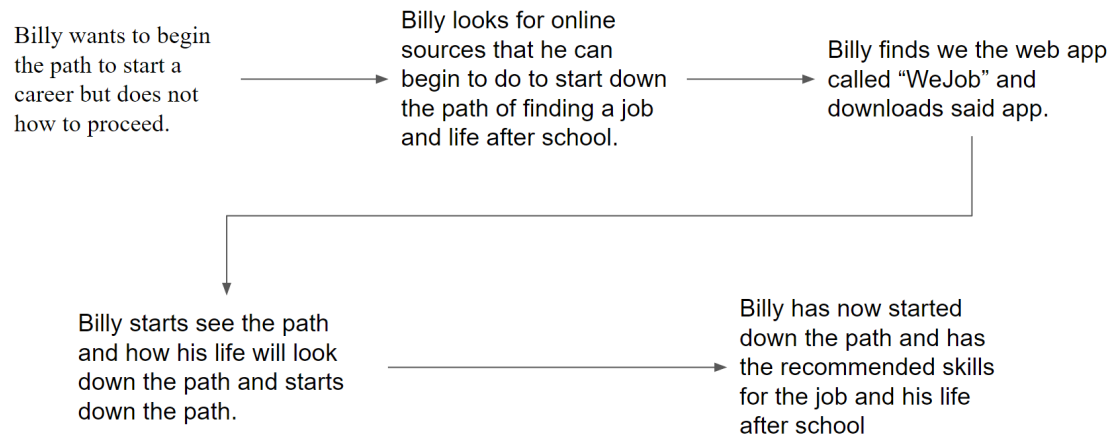 Billy wants to begin
the path to start a
career but does not
how to proceed.
Billy looks for online
sources that he can
begin to do to start down
the path of finding a job
and life after school.
Billy finds we the web app
called “WeJob” and
downloads said app.
Billy starts see the path
and how his life will look
down the path and starts
down the path.
Billy has now started
down the path and has
the recommended skills
for the job and his life
after school